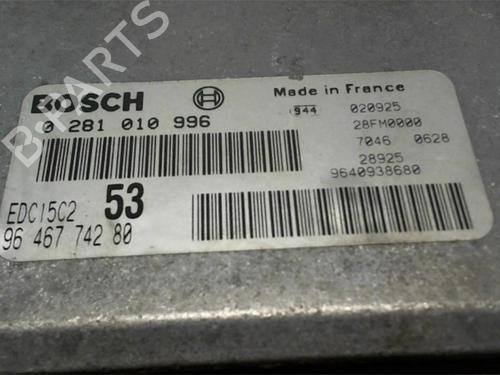 BOSCH
0 281 010 996
EDC15C2 53
96 467 742 80
Made in France
944 020925
28FM0000
7046 0628
28925
9640938680
B-PARTS